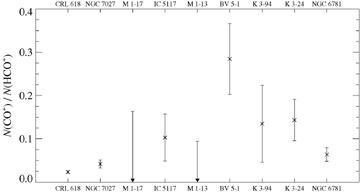 CRL 618 NGC 7027 M 1-17 IC 5117 M 1-13 BV 5-1 K 3-94 K 3-24 NGC 6781
0.4
0.3
0.2
0.1
0.0
N(CO⁺) / N(HCO⁺)
CRL 618 NGC 7027 M 1-17 IC 5117 M 1-13 BV 5-1 K 3-94 K 3-24 NGC 6781